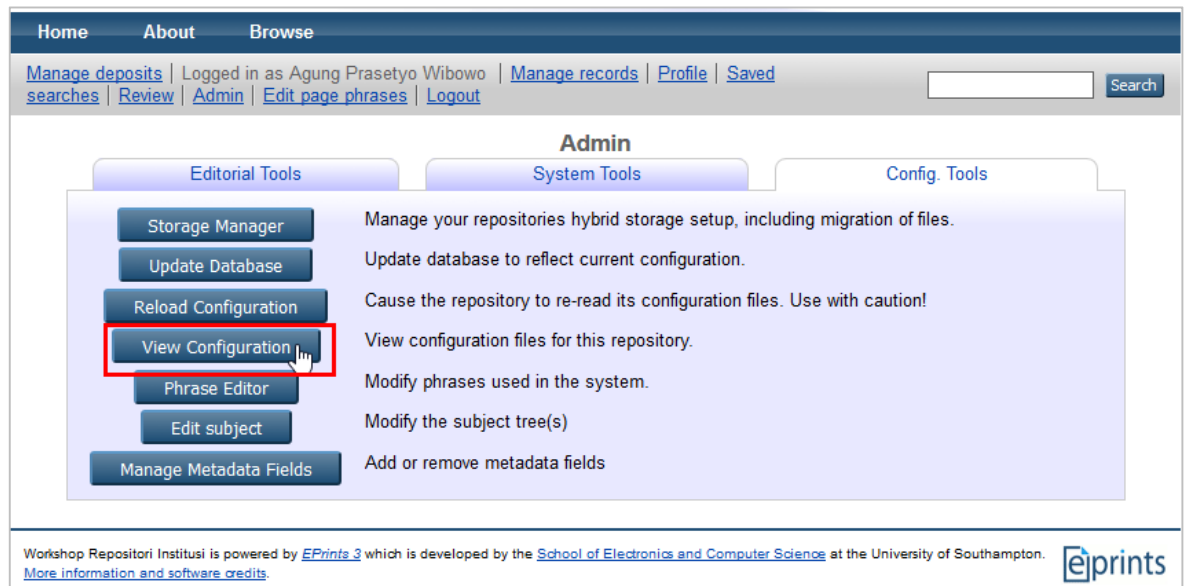 Home About Browse
Manage deposits | Logged in as Agung Prasetyo Wibowo | Manage records | Profile | Saved
searches | Review | Admin | Edit page phrases | Logout
Search
Admin
Editorial Tools System Tools Config. Tools
Storage Manager Manage your repositories hybrid storage setup, including migration of files.
Update Database Update database to reflect current configuration.
Reload Configuration Cause the repository to re-read its configuration files. Use with caution!
View Configuration View configuration files for this repository.
Phrase Editor Modify phrases used in the system.
Edit subject Modify the subject tree(s)
Manage Metadata Fields Add or remove metadata fields
Workshop Repositori Institusi is powered by EPrints 3 which is developed by the School of Electronics and Computer Science at the University of Southampton.
More information and software credits.
eprints